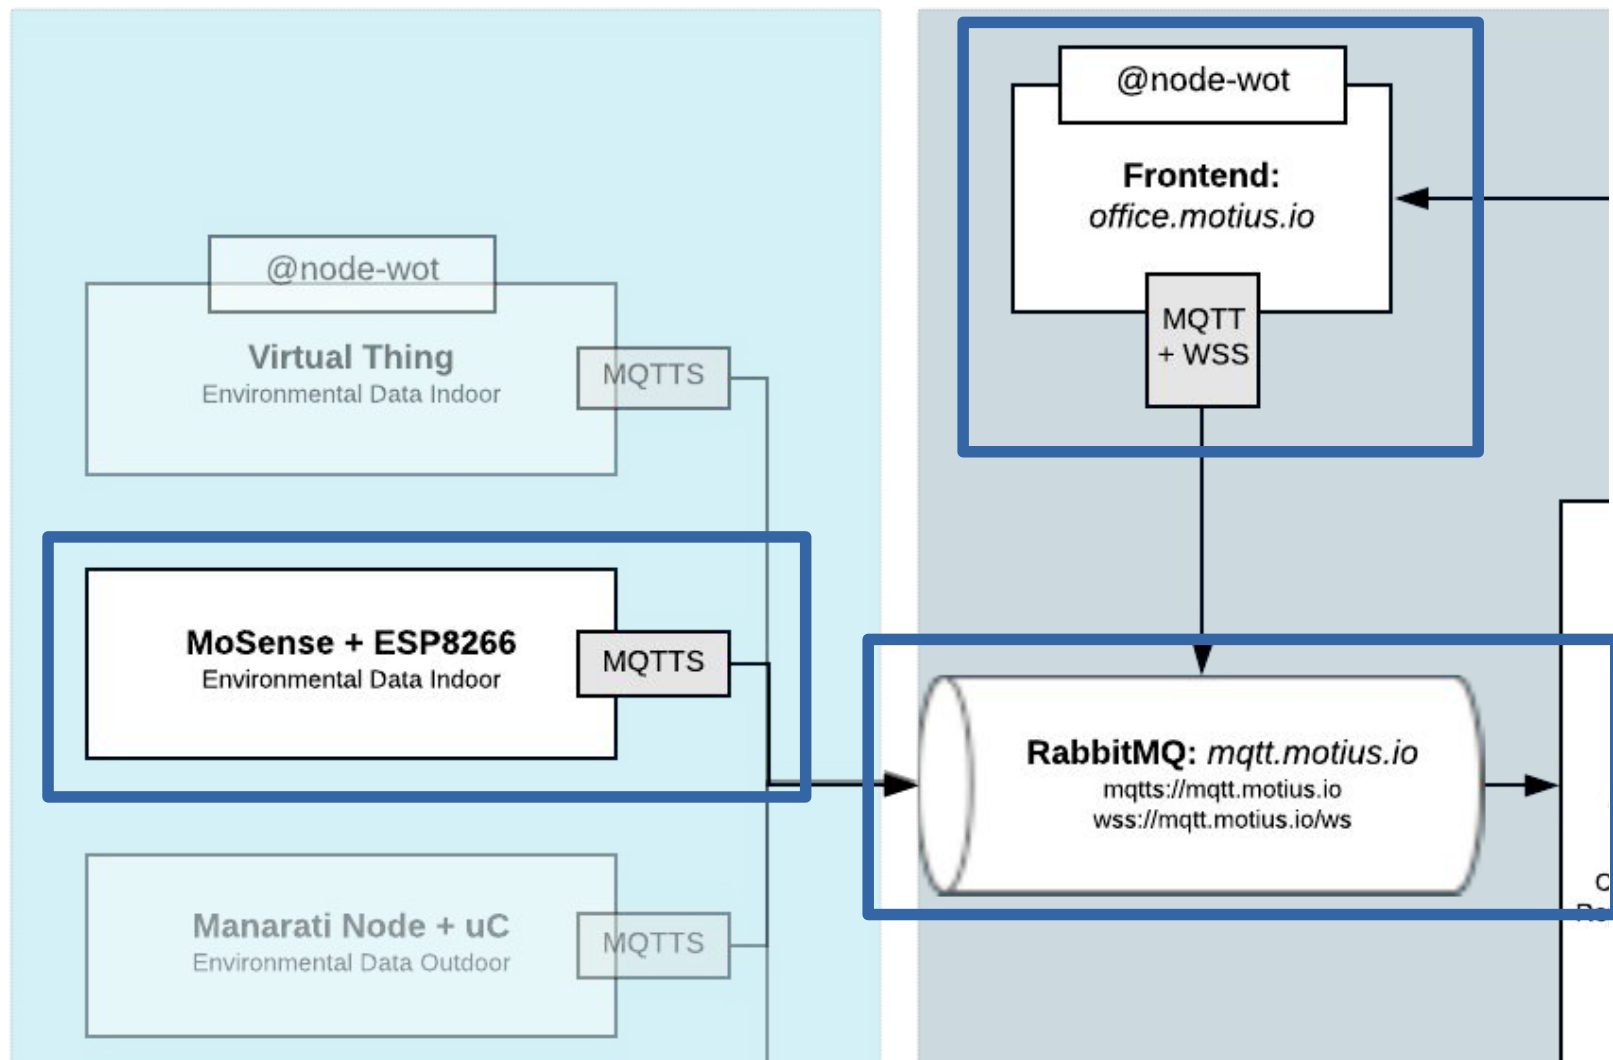 @node-wot
Virtual Thing
Environmental Data Indoor
MQTTS
MoSense + ESP8266
Environmental Data Indoor
MQTTS
Manarati Node + uC
Environmental Data Outdoor
MQTTS
@node-wot
Frontend:
office.motius.io
MQTT
+ WSS
RabbitMQ: mqtt.motius.io
mqtts://mqtt.motius.io
wss://mqtt.motius.io/ws